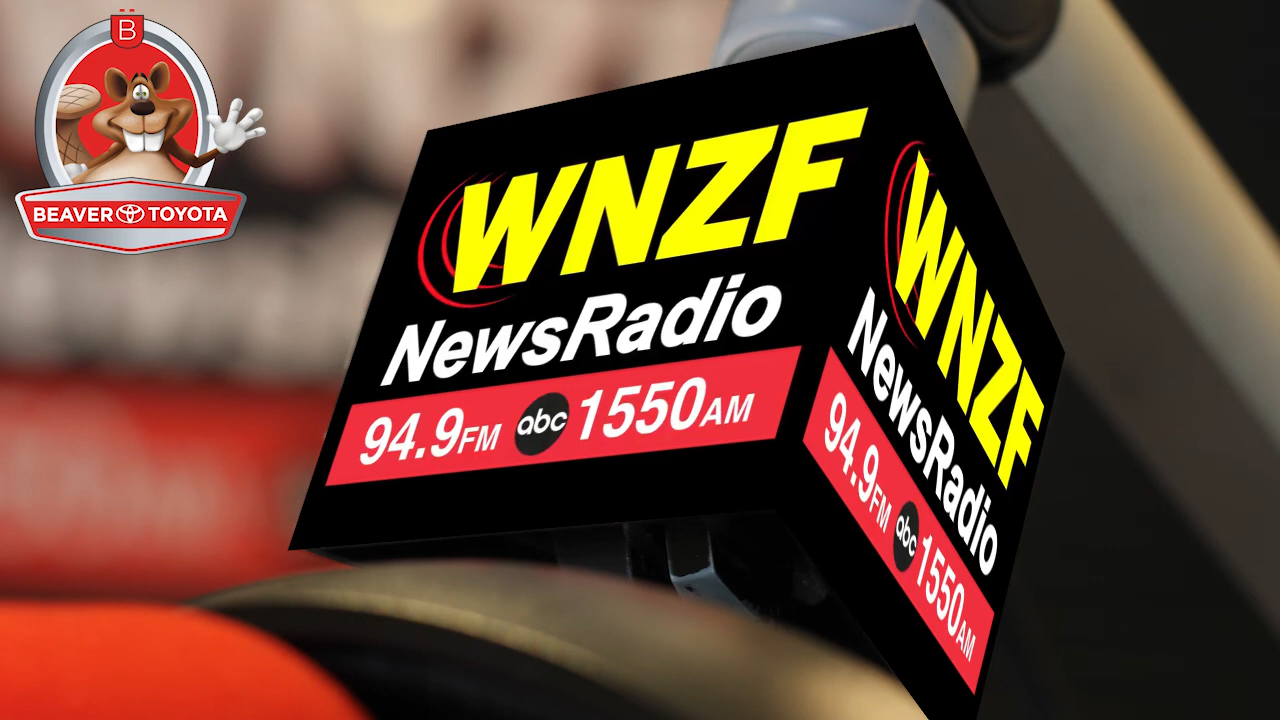 B
BEAVER TOYOTA
WNZF
NewsRadio
94.9FM abc 1550AM
WNZF
NewsRadio
94.9FM abc 1550AM